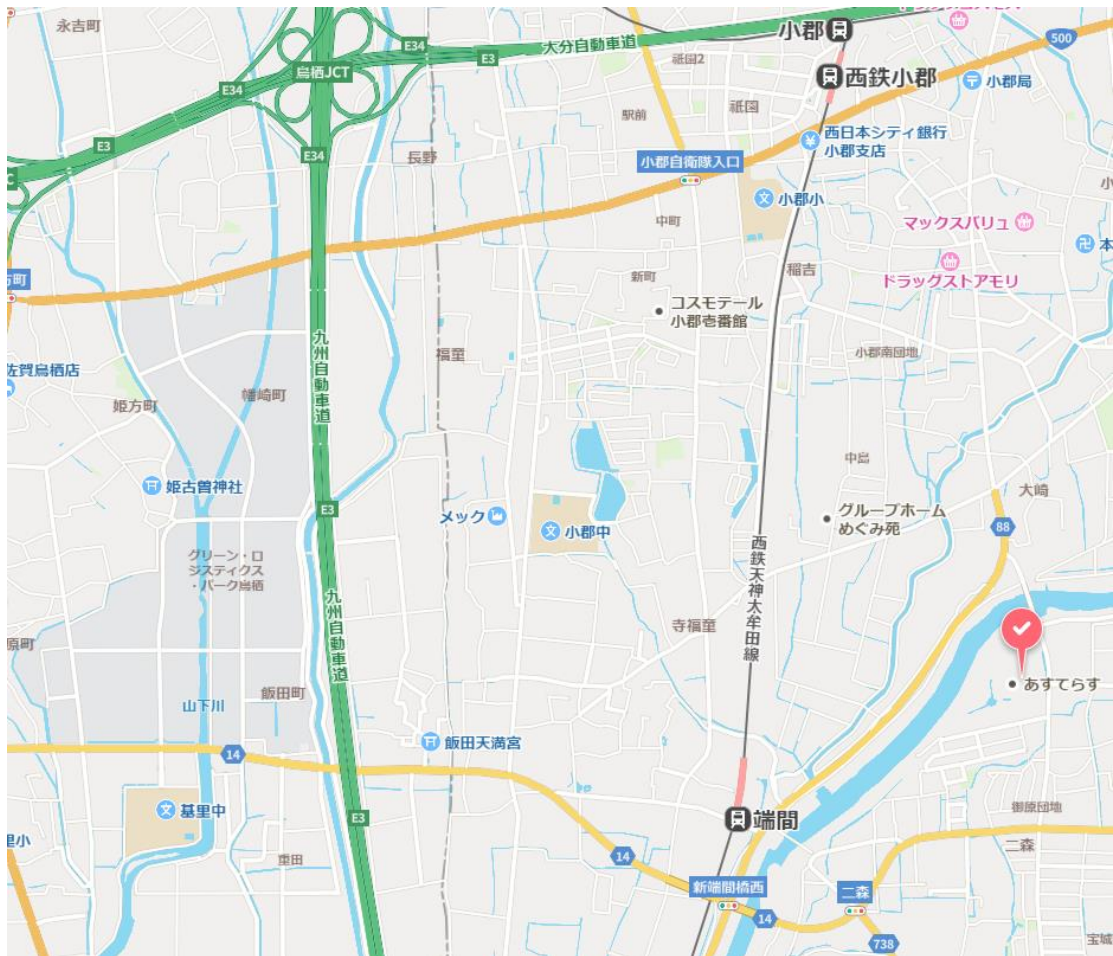 永吉町
E34
E3
大分自動車道
小郡
500
祇園2
鳥栖JCT
西鉄小郡
小郡局
E34
祇園
駅前
E3
E34
長野
西日本シティ銀行
小郡支店
小郡自衛隊入口
小郡小
中町
マックスバリュ
本
方町
稲吉
ドラッグストアモリ
新町
コスモテール
小郡壱番館
九州自動車道
福童
小郡南団地
佐賀鳥栖店
姫方町
幡崎町
中島
姫古曽神社
大崎
E3
メック
小郡中
グループホーム
めぐみ苑
88
西鉄天神大牟田線
グリーン・ロ
ジスティクス
・パーク鳥栖
九州自動車道
寺福童
原町
あすてらす
飯田町
山下川
飯田天満宮
14
基里中
E3
端間
御原団地
里小
重田
14
二森
新端間橋西
二森
14
738
宝城